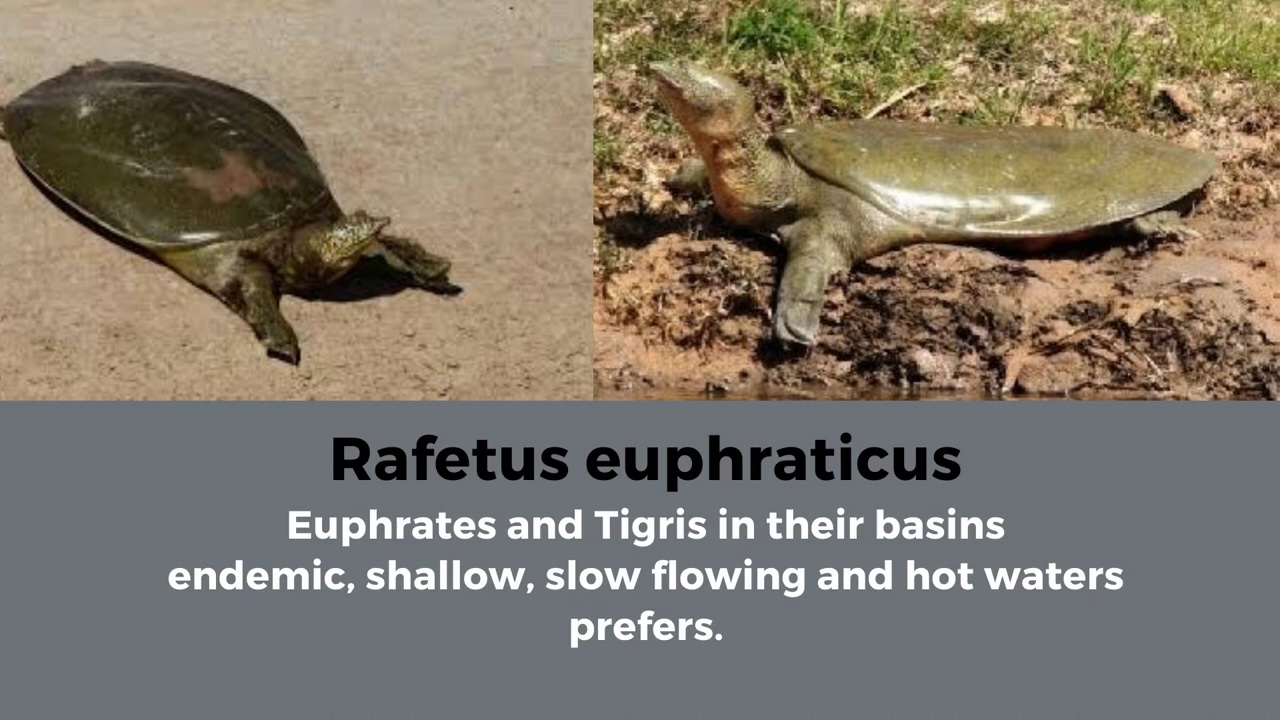 Rafetus euphraticus
Euphrates and Tigris in their basins
endemic, shallow, slow flowing and hot waters
prefers.